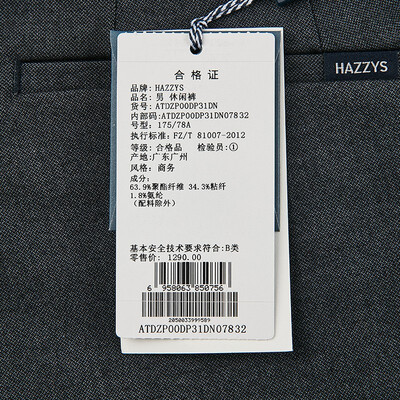 HAZZYS
合格证
品牌: HAZZYS
品名: 男 休闲裤
货号: ATDZP00DP31DN
内部码: ATDZP00DP31DN07832
号型: 175/78A
执行标准: FZ/T 81007-2012
等级: 合格品 检验员: ①
产地: 广东广州
风格: 商务
成分:
63.9%聚酯纤维 34.3%粘纤
1.8%氨纶
(配料除外)
基本安全技术要求符合: B类
零售价: 1290.00
6 958063 850756
2050033999589
ATDZP00DP31DN07832